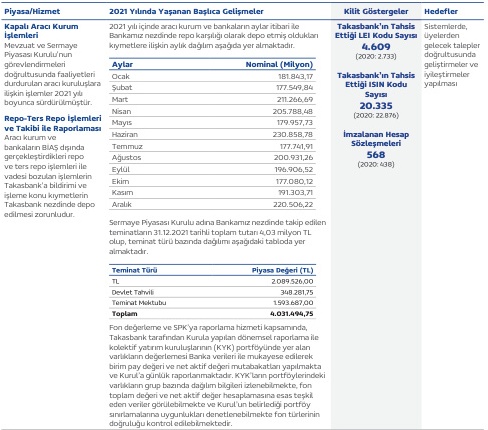 Piyasa/Hizmet
2021 Yılında Yaşanan Başlıca Gelişmeler
Kilit Göstergeler
Hedefler
Kapalı Aracı Kurum
İşlemleri
Mevzuat ve Sermaye
Piyasası Kurulu'nun
görevlendirmeleri
doğrultusunda faaliyetleri
durdurulan aracı kuruluşlara
ilişkin işlemler 2021 yılı
boyunca sürdürülmüştür.
Repo-Ters Repo İşlemleri
ve Takibi ile Raporlaması
Aracı kurum ve
bankaların BIAŞ dışında
gerçekleştirdikleri repo
ve ters repo işlemleri ile
vadesi bozulan işlemlerin
Takasbank'a bildirimi ve
işleme konu kıymetlerin
Takasbank nezdinde depo
edilmesi zorunludur.
2021 yılı içinde aracı kurum ve bankaların aylar itibari ile
Bankamız nezdinde repo karşılığı olarak depo etmiş oldukları
kıymetlere ilişkin aylık dağılım aşağıda yer almaktadır.
Aylar Nominal (Milyon)
Ocak 181.843,17
Şubat 177.549,84
Mart 211.266,69
Nisan 205.788,48
Mayıs 179.957,73
Haziran 230.858,78
Temmuz 177.741,91
Ağustos 200.931,26
Eylül 196.906,52
Ekim 177.080,12
Kasım 191.303,71
Aralık 220.506,22
Sermaye Piyasası Kurulu adına Bankamız nezdinde takip edilen
teminatların 31.12.2021 tarihli toplam tutarı 4,03 milyon TL
olup, teminat türü bazında dağılımı aşağıdaki tabloda yer
almaktadır.
Teminat Türü Piyasa Değeri (TL)
TL 2.089.526,00
Devlet Tahvili 348.281,75
Teminat Mektubu 1.593.687,00
Toplam 4.031.494,75
Fon değerleme ve SPK'ya raporlama hizmeti kapsamında,
Takasbank tarafından Kurula yapılan dönemsel raporlama ile
kolektif yatırım kuruluşlarının (KYK) portföyünde yer alan
varlıkların değerlemesi Banka verileri ile mukayese edilerek
birim pay değeri ve net aktif değeri mutabakatları yapılmakta
ve Kurul'a günlük raporlanmaktadır. KYK'ların portföylerindeki
varlıkların grup bazında dağılım bilgileri izlenebilmekte, fon
toplam değeri ve net aktif değer hesaplamasına esas teşkil
eden veriler görülebilmekte ve Kurul'un belirlediği portföy
sınırlamalarına uygunlukları denetlenebilmekte fon türlerinin
doğruluğu kontrol edilebilmektedir.
Takasbank'ın Tahsis
Ettiği LEI Kodu Sayısı
4.609
(2020: 2.733)
Takasbank'ın Tahsis
Ettiği ISIN Kodu
Sayısı
20.335
(2020: 22.876)
İmzalanan Hesap
Sözleşmeleri
568
(2020: 438)
Sistemlerde,
üyelerden
gelecek talepler
doğrultusunda
geliştirmeler ve
iyileştirmeler
yapılması